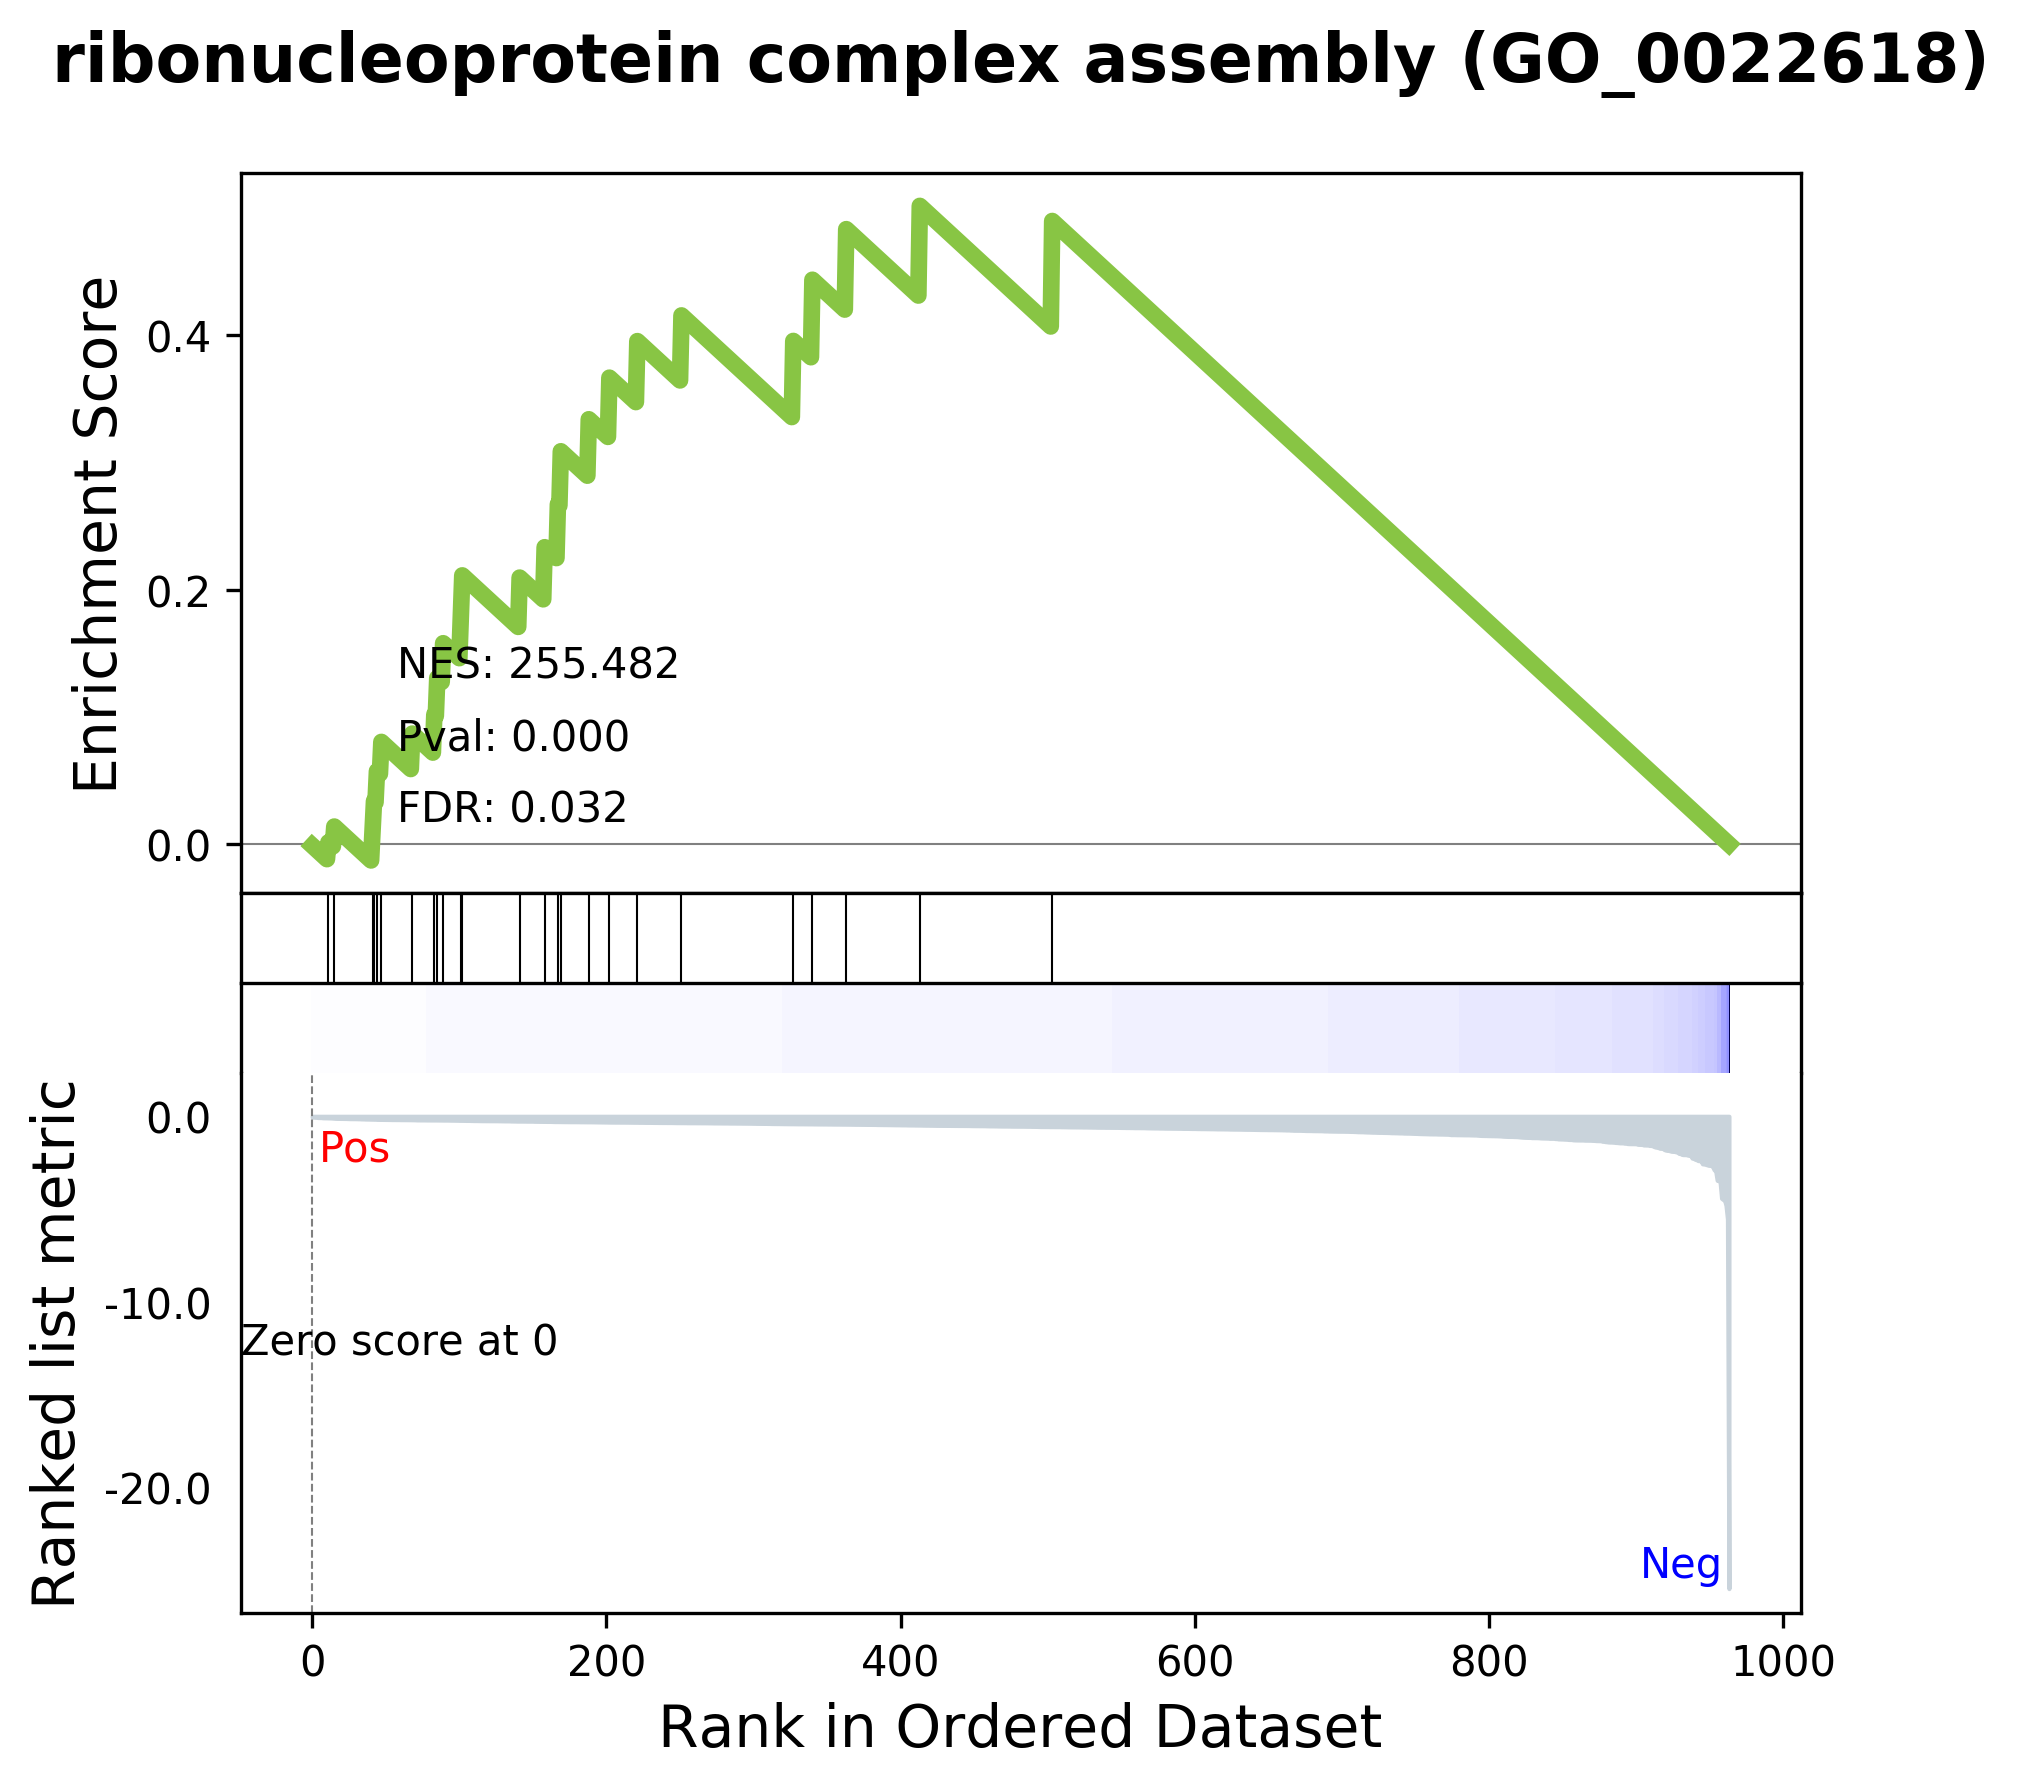 ribonucleoprotein complex assembly (GO_0022618)
Enrichment Score
0.4
0.2
0.0
NES: 255.482
Pval: 0.000
FDR: 0.032
Ranked list metric
0.0
-10.0
-20.0
Pos
Zero score at 0
Neg
0 200 400 600 800 1000
Rank in Ordered Dataset